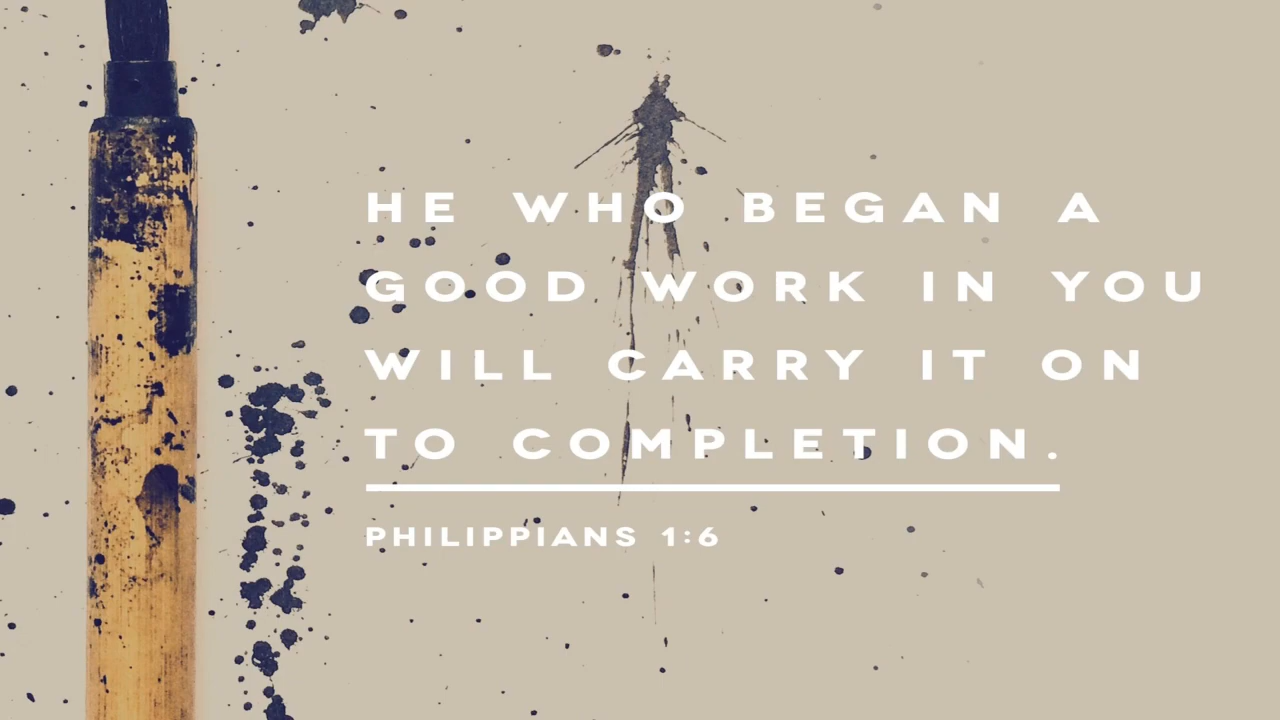 HE WHO BEGAN A
GOOD WORK IN YOU
WILL CARRY IT ON
TO COMPLETION.
PHILIPPIANS 1:6